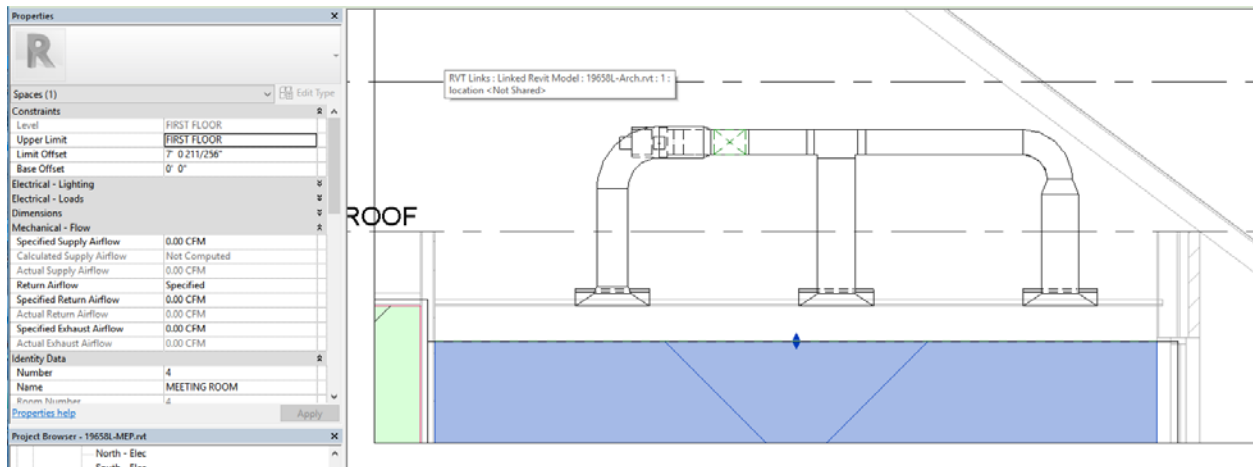 Properties
R
Spaces (1)
Edit Type
Constraints
Level FIRST FLOOR
Upper Limit FIRST FLOOR
Limit Offset 7' 0 211/256"
Base Offset 0' 0"
Electrical - Lighting
Electrical - Loads
Dimensions
Mechanical - Flow
Specified Supply Airflow 0.00 CFM
Calculated Supply Airflow Not Computed
Actual Supply Airflow 0.00 CFM
Return Airflow Specified
Specified Return Airflow 0.00 CFM
Actual Return Airflow 0.00 CFM
Specified Exhaust Airflow 0.00 CFM
Actual Exhaust Airflow 0.00 CFM
Identity Data
Number 4
Name MEETING ROOM
Room Number 4
Properties help
Apply
Project Browser - 19658L-MEP.rvt
North - Elec
South - Elec
RVT Links : Linked Revit Model : 19658L-Arch.rvt : 1 :
location <Not Shared>
ROOF